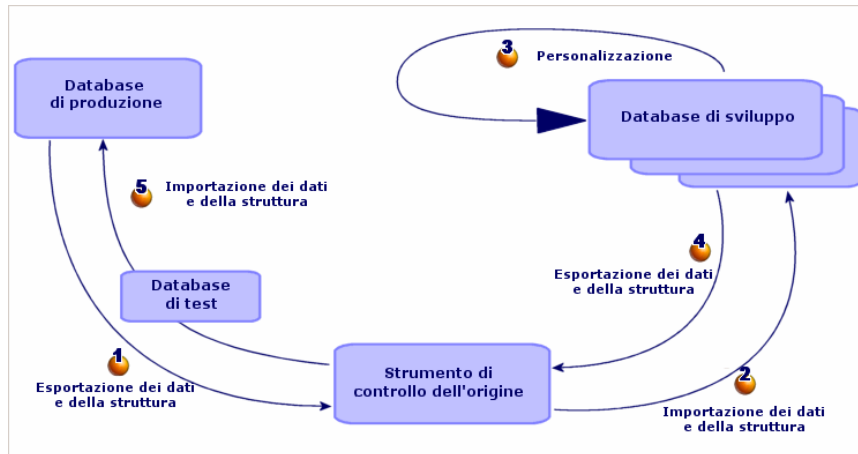 3
Personalizzazione
Database
di produzione
Database di sviluppo
5
Importazione dei dati
e della struttura
4
Esportazione dei dati
e della struttura
Database
di test
1
Esportazione dei dati
e della struttura
Strumento di
controllo dell'origine
2
Importazione dei dati
e della struttura